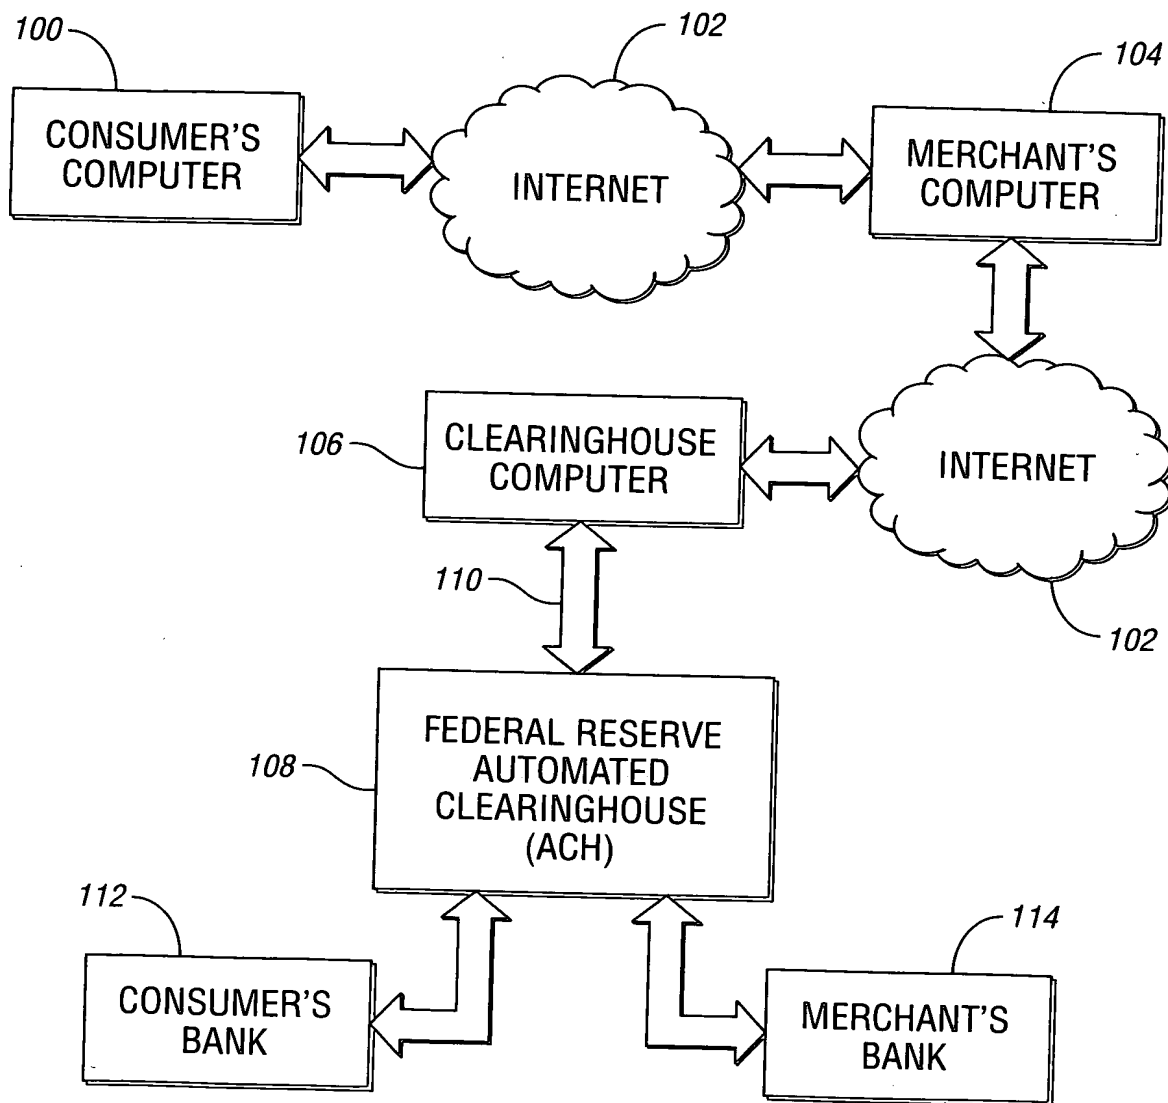 100
102
104
CONSUMER'S
COMPUTER
INTERNET
MERCHANT'S
COMPUTER
106
CLEARINGHOUSE
COMPUTER
INTERNET
110
102
108
FEDERAL RESERVE
AUTOMATED
CLEARINGHOUSE
(ACH)
112
114
CONSUMER'S
BANK
MERCHANT'S
BANK